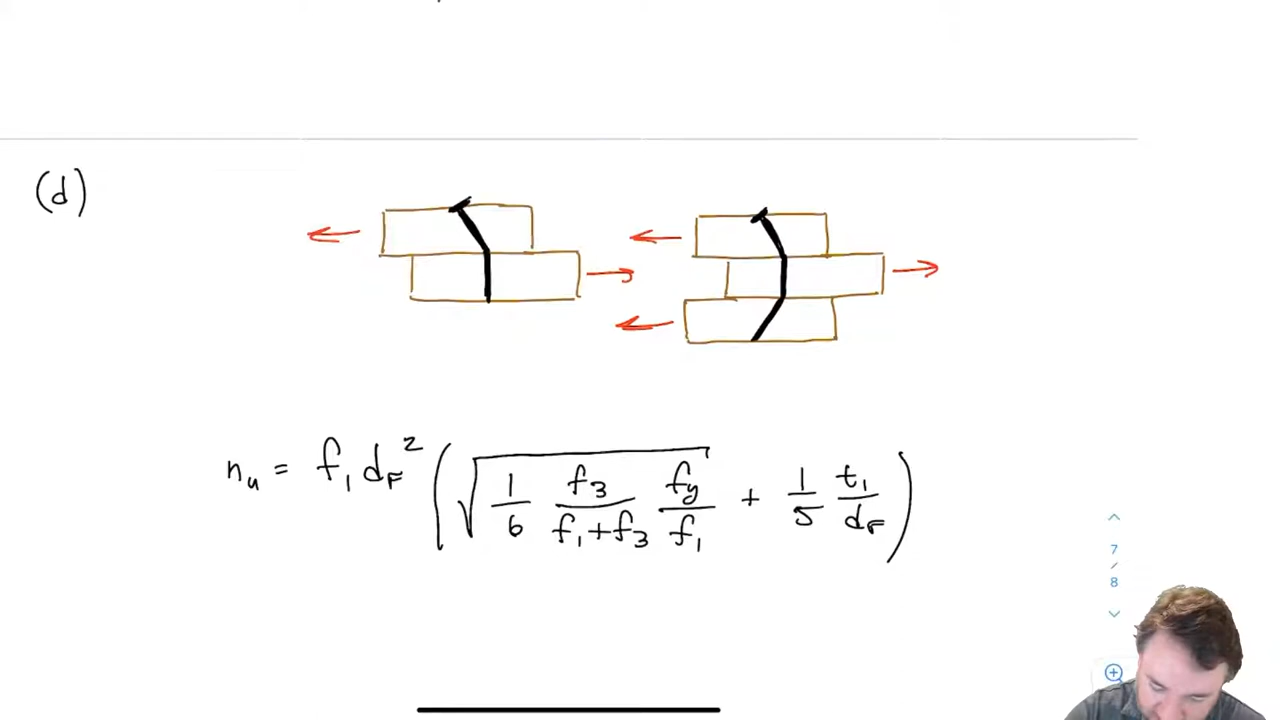 (d)
n_u = f_1 d_F^2 ( √( 1/6 f_3/(f_1+f_3) f_y/f_1 ) + 1/5 t_1/d_F )
7
/
8